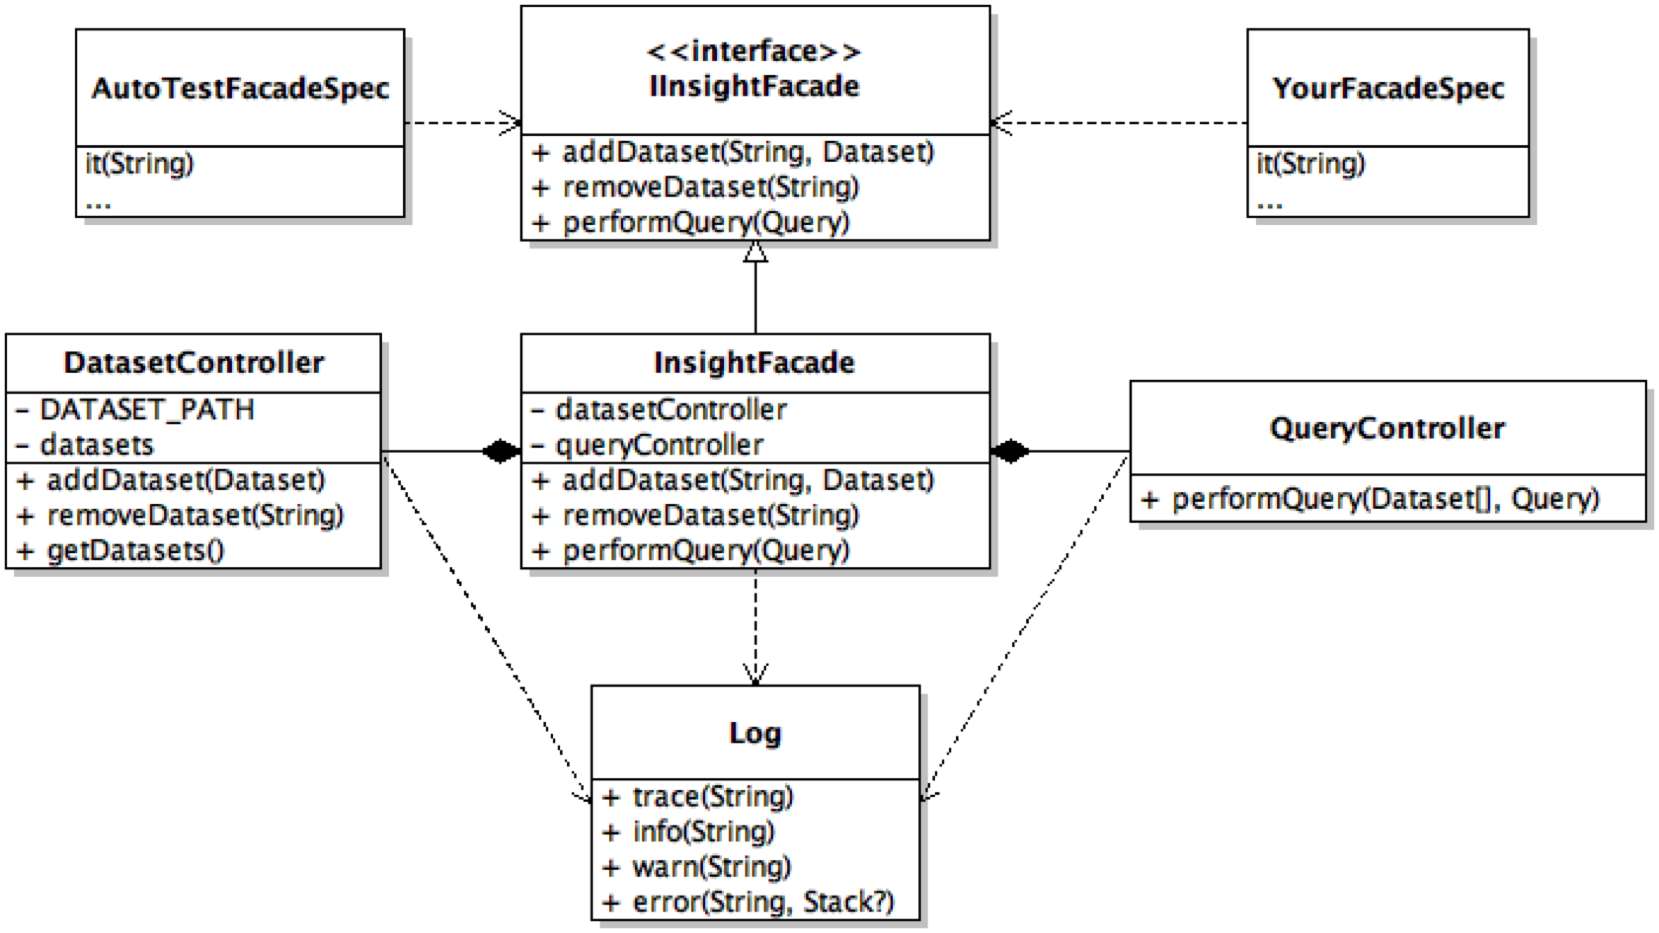 AutoTestFacadeSpec
it(String)
...
<<interface>>
IInsightFacade
+ addDataset(String, Dataset)
+ removeDataset(String)
+ performQuery(Query)
YourFacadeSpec
it(String)
...
DatasetController
– DATASET_PATH
– datasets
+ addDataset(Dataset)
+ removeDataset(String)
+ getDatasets()
InsightFacade
– datasetController
– queryController
+ addDataset(String, Dataset)
+ removeDataset(String)
+ performQuery(Query)
QueryController
+ performQuery(Dataset[], Query)
Log
+ trace(String)
+ info(String)
+ warn(String)
+ error(String, Stack?)